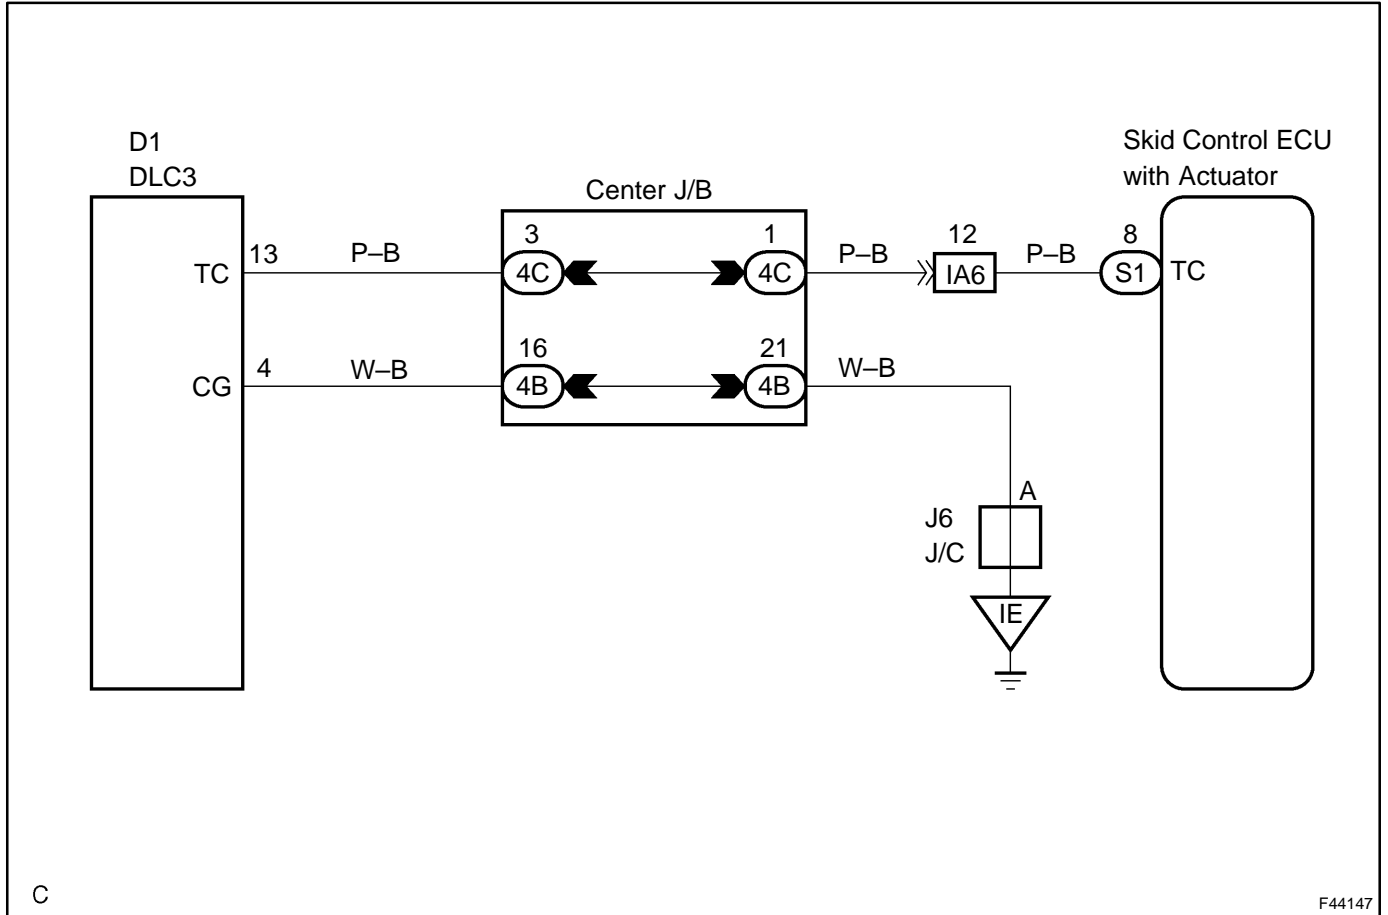 D1
DLC3
Center J/B
Skid Control ECU
with Actuator
TC
13
P–B
3
4C
1
4C
P–B
12
IA6
P–B
8
S1
TC
CG
4
W–B
16
4B
21
4B
W–B
A
J6
J/C
IE
C
F44147